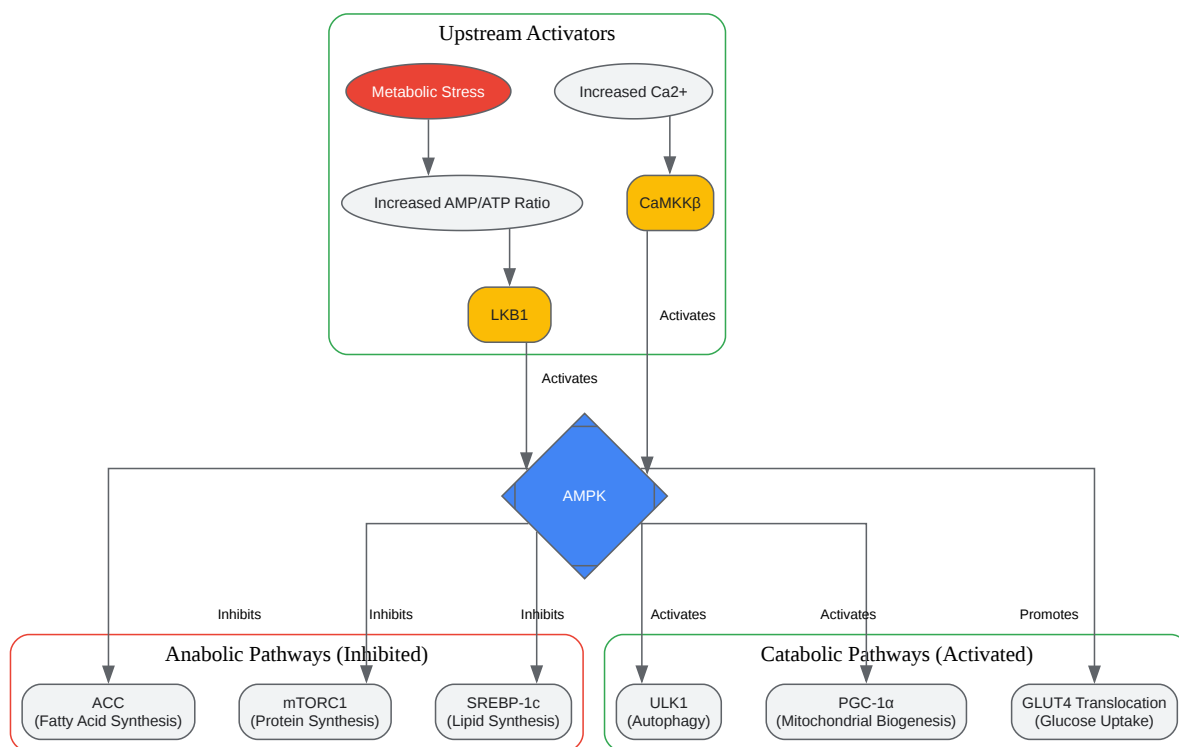 Upstream Activators
Metabolic Stress
Increased Ca2+
Increased AMP/ATP Ratio
CaMKKβ
LKB1
Activates
Activates
AMPK
Inhibits
Inhibits
Inhibits
Activates
Activates
Promotes
Anabolic Pathways (Inhibited)
Catabolic Pathways (Activated)
ACC
(Fatty Acid Synthesis)
mTORC1
(Protein Synthesis)
SREBP-1c
(Lipid Synthesis)
ULK1
(Autophagy)
PGC-1α
(Mitochondrial Biogenesis)
GLUT4 Translocation
(Glucose Uptake)